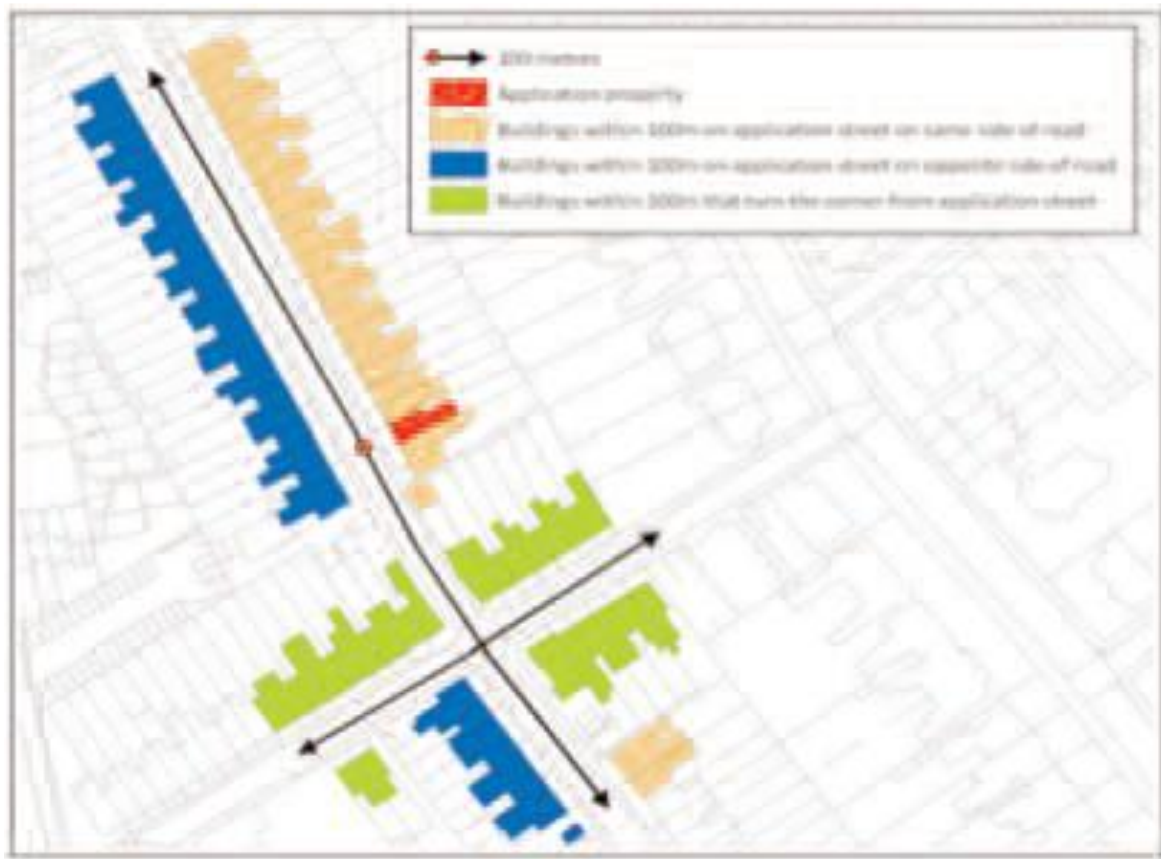 100 metres
Application property
Buildings within 100m on application street on same side of road
Buildings within 100m on application street on opposite side of road
Buildings within 100m that turn the corner from application street